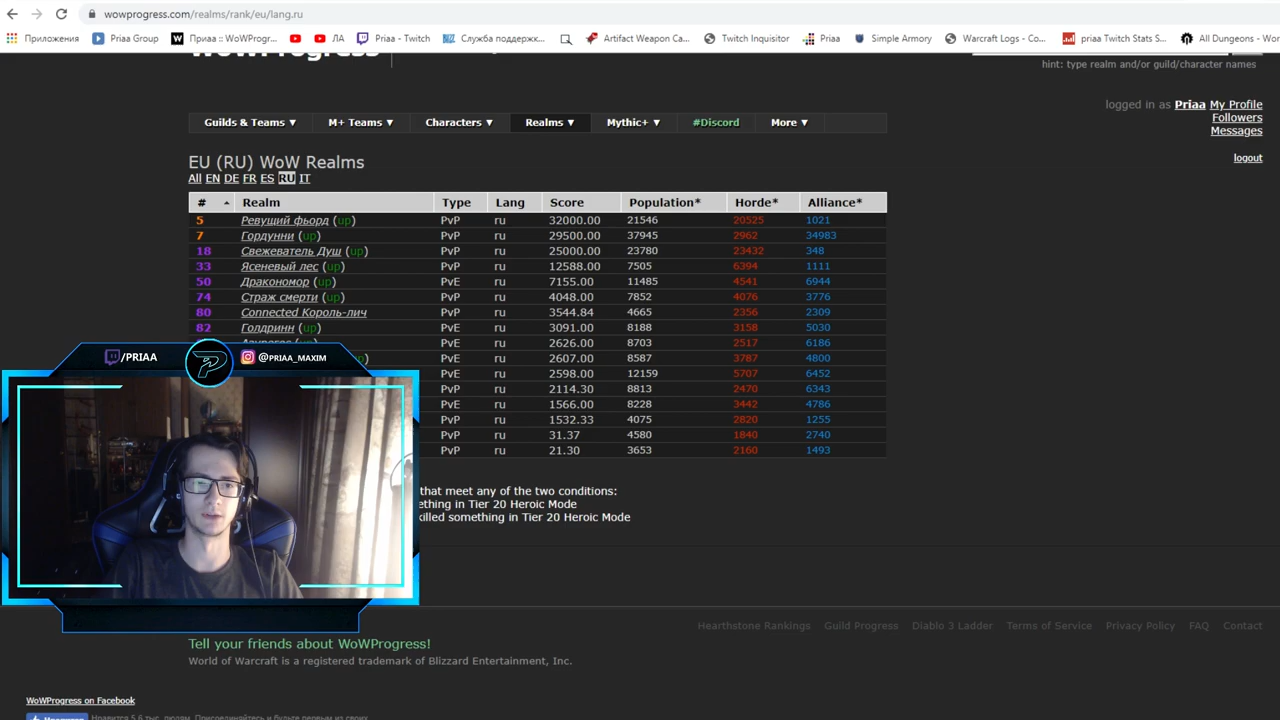 wowprogress.com/realms/rank/eu/lang.ru
Приложения Priaa Group Приаа :: WoWProgr... ЛА Priaa - Twitch Служба поддержк... Artifact Weapon Ca... Twitch Inquisitor Priaa Simple Armory Warcraft Logs - Co... priaa Twitch Stats S... All Dungeons - Wor
WoWProgress
hint: type realm and/or guild/character names
logged in as Priaa My Profile
Followers
Messages
logout
Guilds & Teams ▼ M+ Teams ▼ Characters ▼ Realms ▼ Mythic+ ▼ #Discord More ▼
EU (RU) WoW Realms
All EN DE FR ES RU IT
# Realm Type Lang Score Population* Horde* Alliance*
5 Ревущий фьорд (up) PvP ru 32000.00 21546 20525 1021
7 Гордунни (up) PvP ru 29500.00 37945 2962 34983
18 Свежеватель Душ (up) PvP ru 25000.00 23780 23432 348
33 Ясеневый лес (up) PvP ru 12588.00 7505 6394 1111
50 Дракономор (up) PvE ru 7155.00 11485 4541 6944
74 Страж смерти (up) PvP ru 4048.00 7852 4076 3776
80 Connected Король-лич PvP ru 3544.84 4665 2356 2309
82 Голдринн (up) PvE ru 3091.00 8188 3158 5030
PvE ru 2626.00 8703 2517 6186
PvE ru 2607.00 8587 3787 4800
PvE ru 2598.00 12159 5707 6452
PvP ru 2114.30 8813 2470 6343
PvE ru 1566.00 8228 3442 4786
PvP ru 1532.33 4075 2820 1255
PvP ru 31.37 4580 1840 2740
PvP ru 21.30 3653 2160 1493
/PRIAA @PRIAA_MAXIM
that meet any of the two conditions:
ething in Tier 20 Heroic Mode
killed something in Tier 20 Heroic Mode
Hearthstone Rankings Guild Progress Diablo 3 Ladder Terms of Service Privacy Policy FAQ Contact
Tell your friends about WoWProgress!
World of Warcraft is a registered trademark of Blizzard Entertainment, Inc.
WoWProgress on Facebook
Нравится 5,6 тыс. людям. Присоединяйтесь и будьте первым из своих